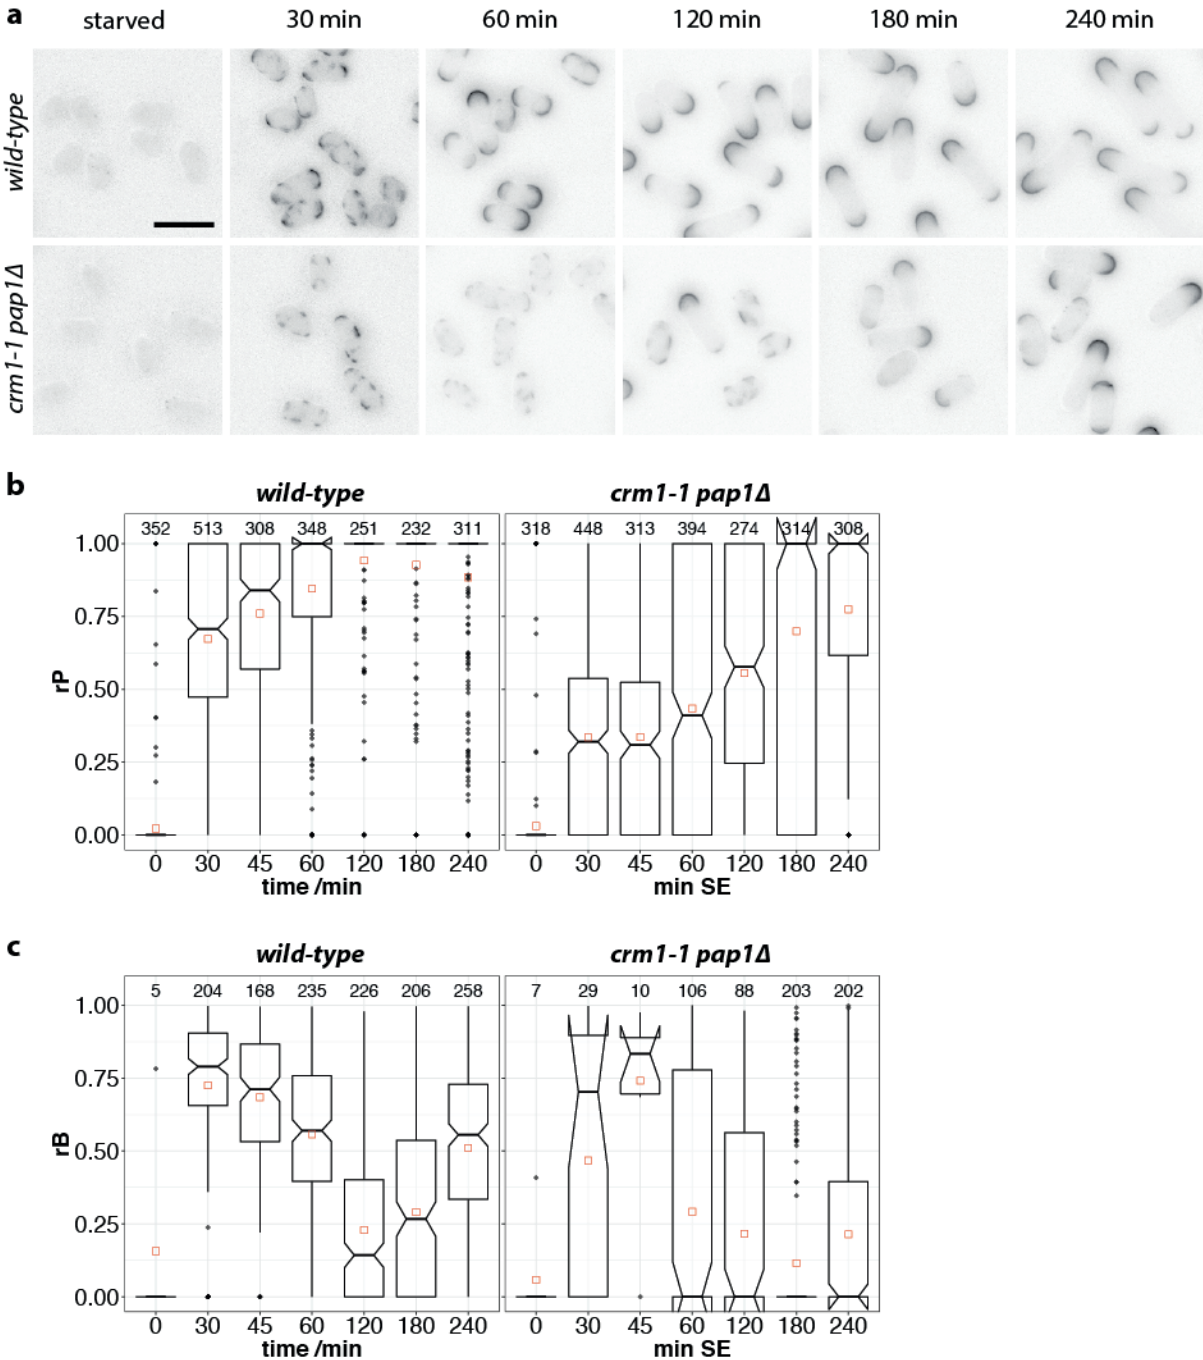 a
starved 30 min 60 min 120 min 180 min 240 min
wild-type
crm1-1 pap1Δ
b
wild-type crm1-1 pap1Δ
352 513 308 348 251 232 311 318 448 313 394 274 314 308
1.00
0.75
0.50
0.25
0.00
rP
0 30 45 60 120 180 240 0 30 45 60 120 180 240
time /min min SE
c
wild-type crm1-1 pap1Δ
5 204 168 235 226 206 258 7 29 10 106 88 203 202
1.00
0.75
0.50
0.25
0.00
rB
0 30 45 60 120 180 240 0 30 45 60 120 180 240
time /min min SE